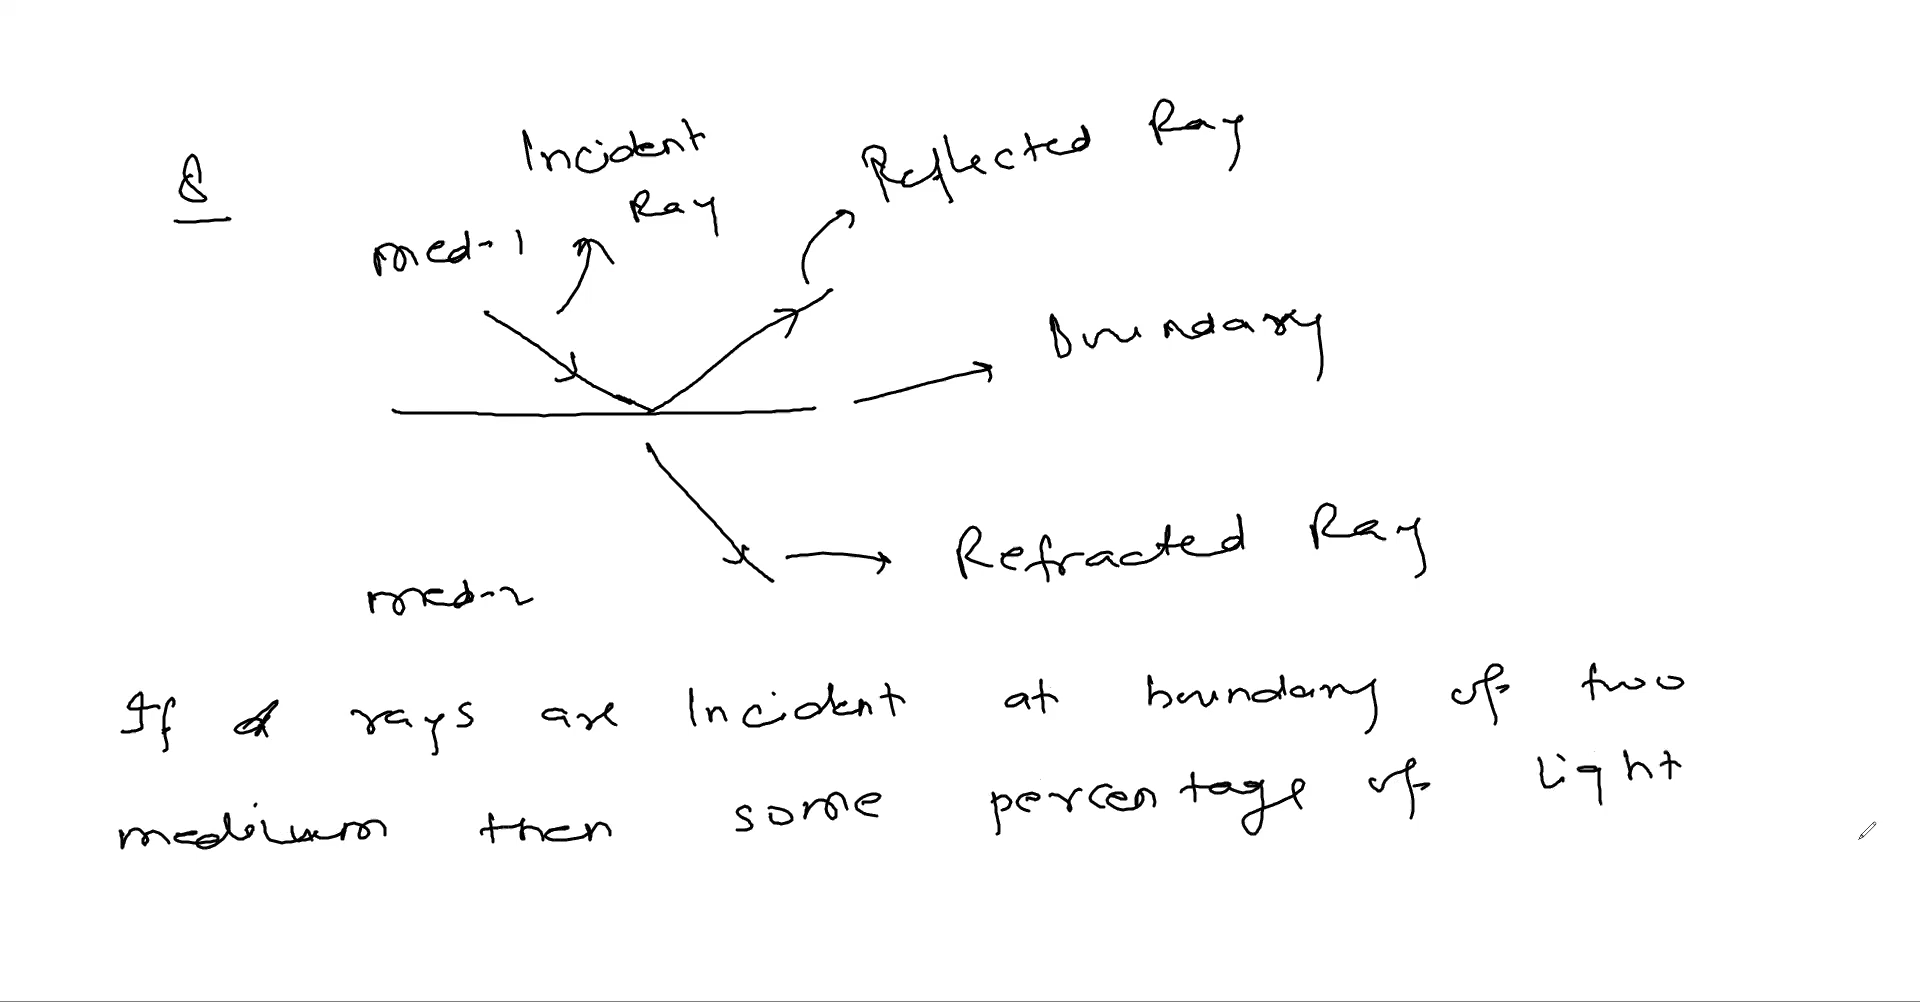 Q
Incident
Ray
Reflected Ray
med-1
Boundary
Refracted Ray
med-2
If rays are Incident at boundary of two
medium then some percentage of light